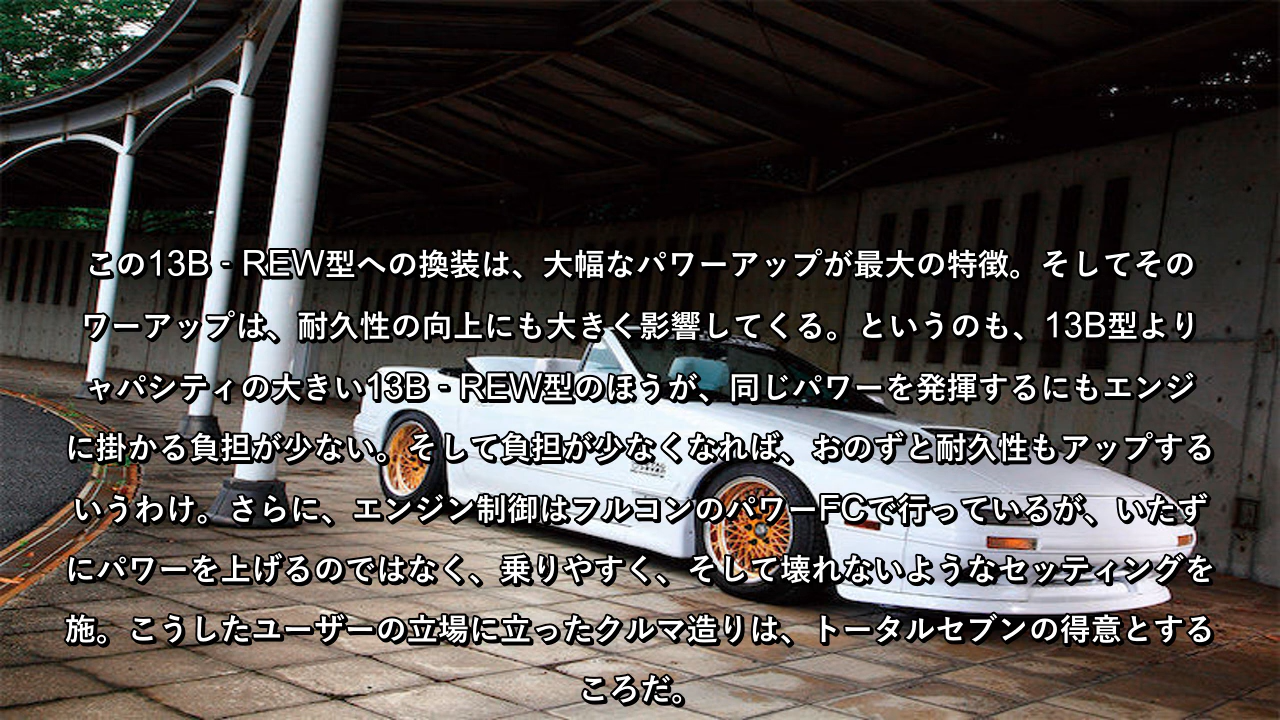 この13B‐REW型への換装は、大幅なパワーアップが最大の特徴。そしてその
ワーアップは、耐久性の向上にも大きく影響してくる。というのも、13B型より
ャパシティの大きい13B‐REW型のほうが、同じパワーを発揮するにもエンジ
に掛かる負担が少ない。そして負担が少なくなれば、おのずと耐久性もアップする
いうわけ。さらに、エンジン制御はフルコンのパワーFCで行っているが、いたず
にパワーを上げるのではなく、乗りやすく、そして壊れないようなセッティングを
施。こうしたユーザーの立場に立ったクルマ造りは、トータルセブンの得意とする
ころだ。